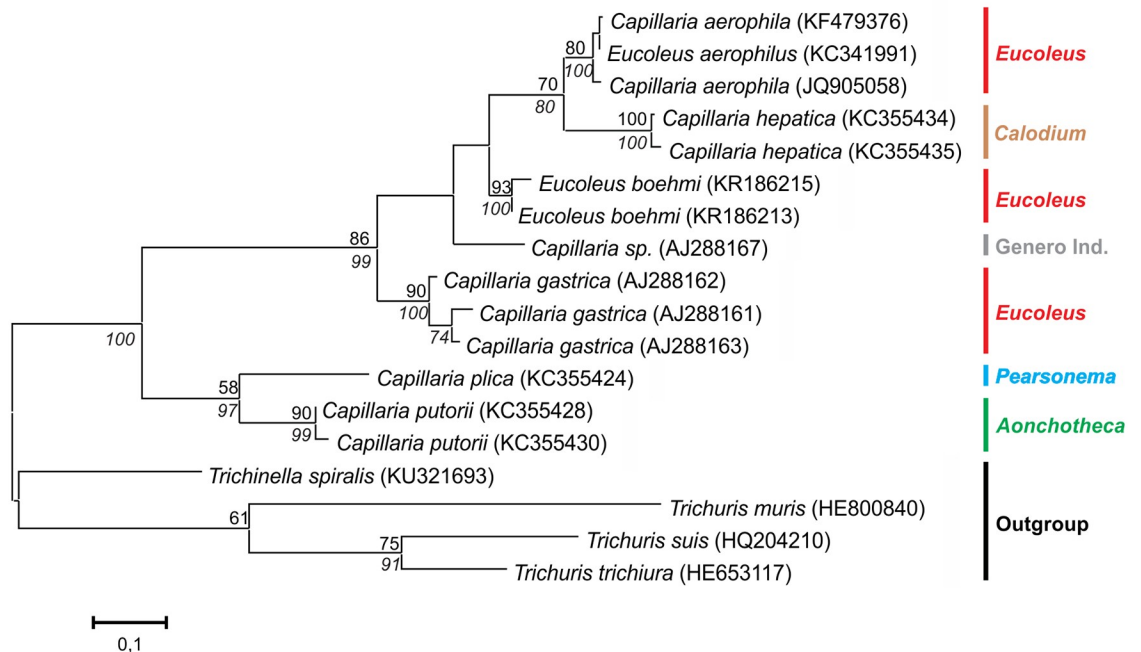 Capillaria aerophila (KF479376)
80
Eucoleus aerophilus (KC341991)
Eucoleus
100
70
Capillaria aerophila (JQ905058)
80
100
Capillaria hepatica (KC355434)
Calodium
100
Capillaria hepatica (KC355435)
93
Eucoleus boehmi (KR186215)
Eucoleus
100
Eucoleus boehmi (KR186213)
86
Capillaria sp. (AJ288167)
Genero Ind.
99
Capillaria gastrica (AJ288162)
90
100
Capillaria gastrica (AJ288161)
Eucoleus
74
Capillaria gastrica (AJ288163)
100
Capillaria plica (KC355424)
Pearsonema
58
97
90
Capillaria putorii (KC355428)
Aonchotheca
99
Capillaria putorii (KC355430)
Trichinella spiralis (KU321693)
Trichuris muris (HE800840)
61
Outgroup
75
Trichuris suis (HQ204210)
91
Trichuris trichiura (HE653117)
0,1